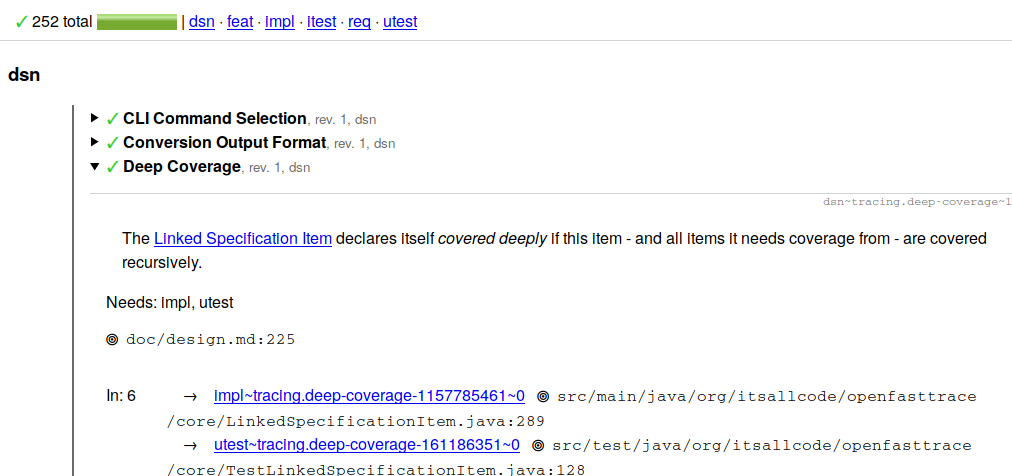 ✓ 252 total | dsn · feat · impl · itest · req · utest
dsn
► ✓ CLI Command Selection, rev. 1, dsn
► ✓ Conversion Output Format, rev. 1, dsn
▼ ✓ Deep Coverage, rev. 1, dsn
dsn~tracing.deep-coverage~1
The Linked Specification Item declares itself covered deeply if this item - and all items it needs coverage from - are covered
recursively.
Needs: impl, utest
doc/design.md:225
In: 6 → impl~tracing.deep-coverage-1157785461~0 src/main/java/org/itsallcode/openfasttrace
/core/LinkedSpecificationItem.java:289
→ utest~tracing.deep-coverage-161186351~0 src/test/java/org/itsallcode/openfasttrace
/core/TestLinkedSpecificationItem.java:128